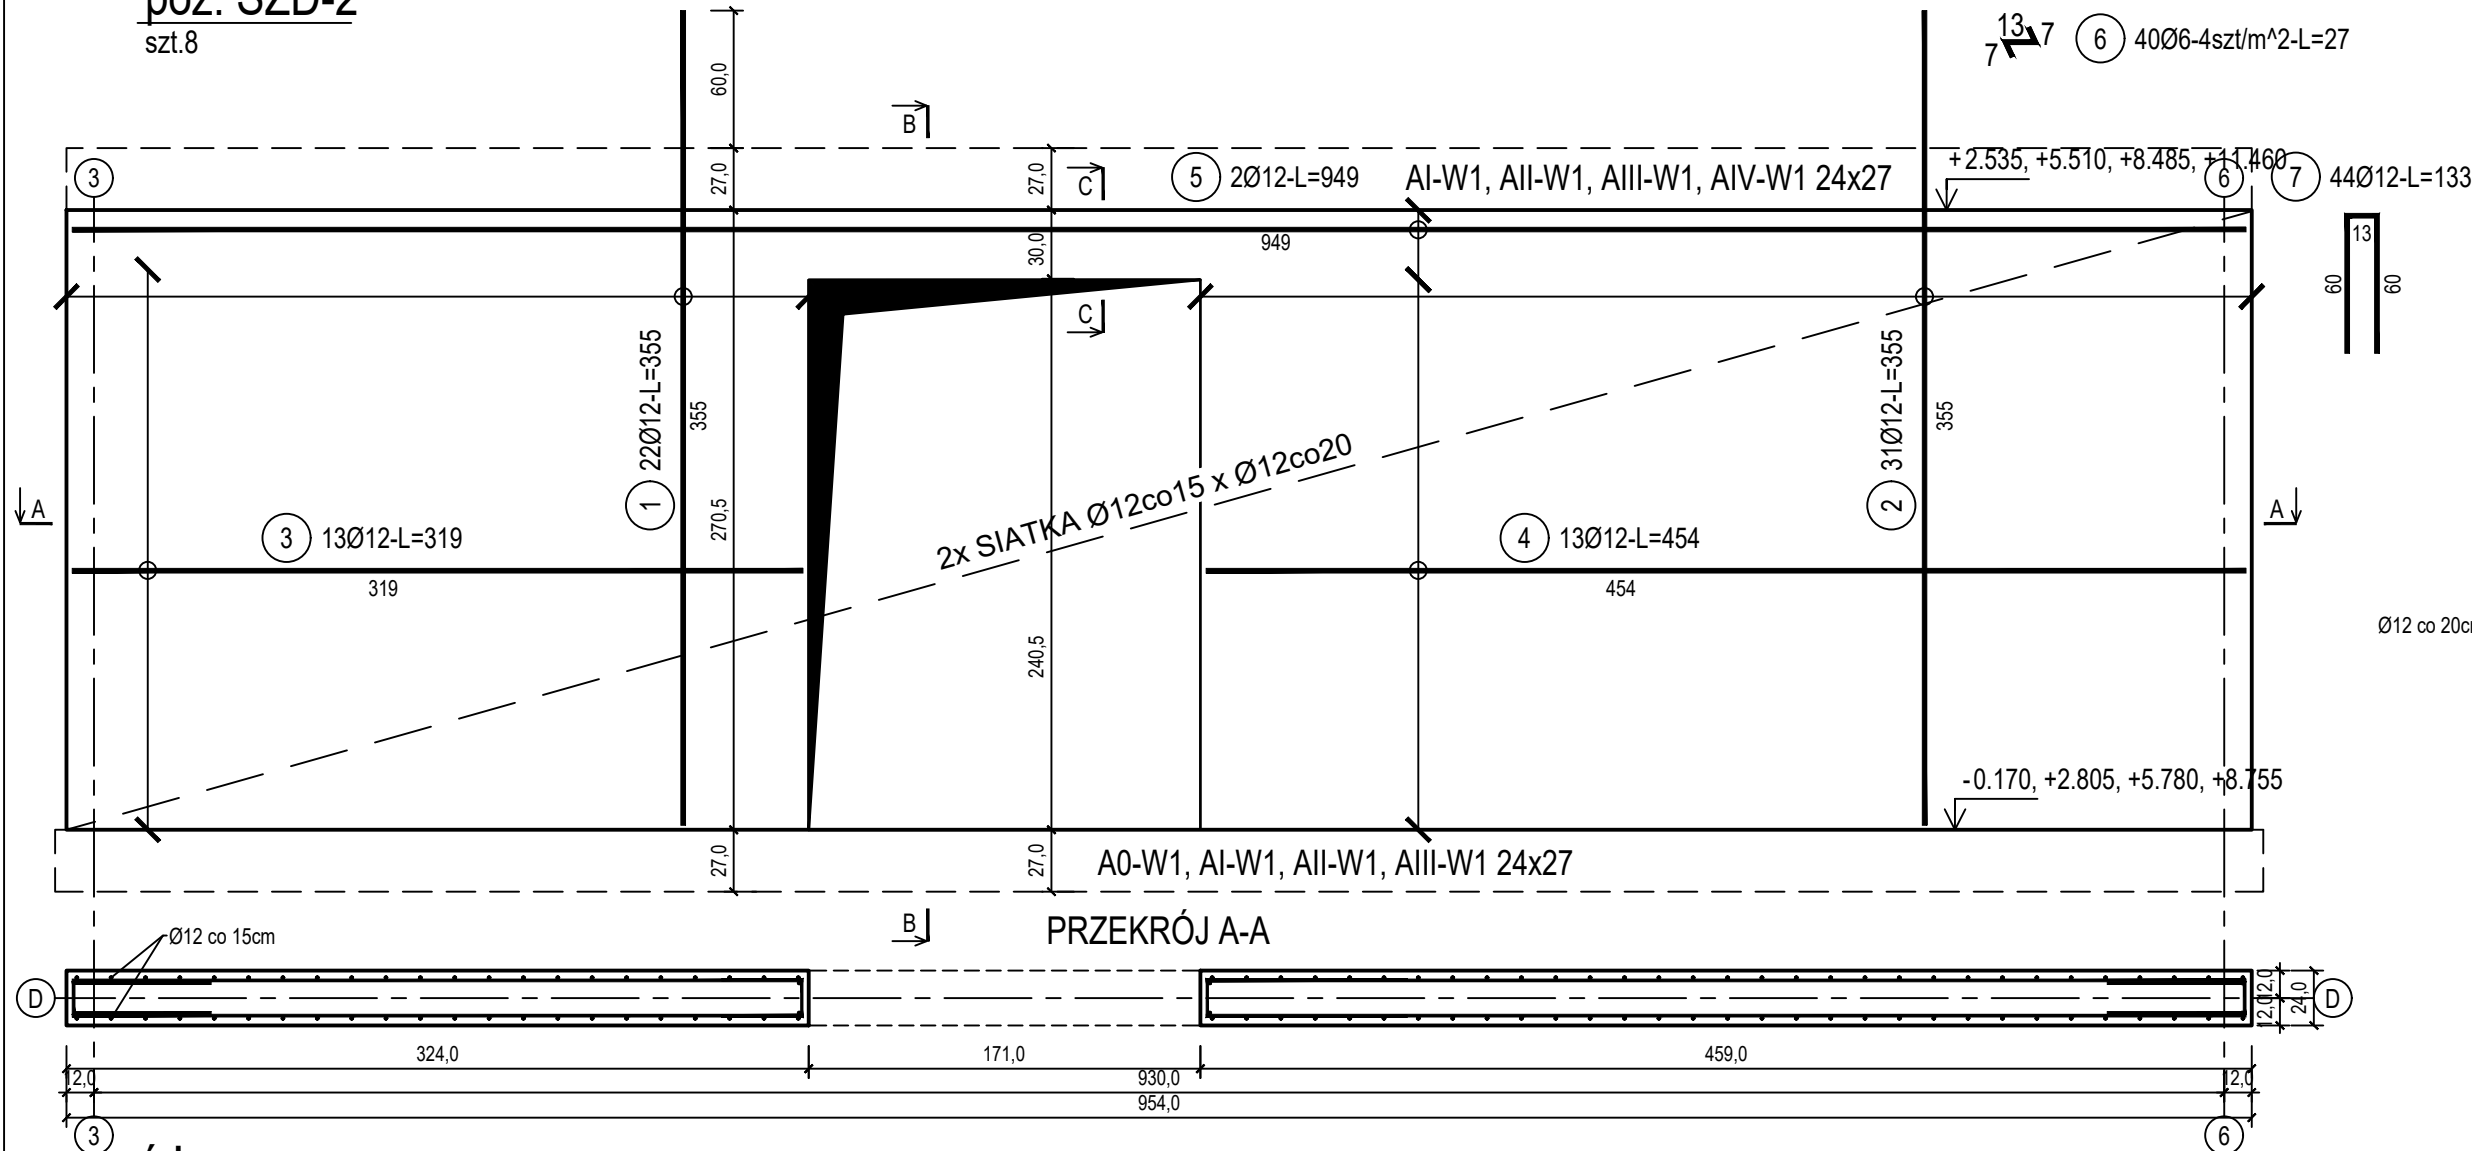 poz. SZD-2
szt.8
60,0
27,0
B
27,0
C
5 2Ø12-L=949
AI-W1, AII-W1, AIII-W1, AIV-W1 24x27
+2.535, +5.510, +8.485, +11.460
13
7 7
6 40Ø6-4szt/m^2-L=27
3
6
7 44Ø12-L=133
13
60 60
949
30,0
C
1 22Ø12-L=355
355
270,5
2 31Ø12-L=355
355
A
A
3 13Ø12-L=319
319
2x SIATKA Ø12co15 x Ø12co20
4 13Ø12-L=454
454
240,5
Ø12 co 20c
-0.170, +2.805, +5.780, +8.755
27,0
27,0
A0-W1, AI-W1, AII-W1, AIII-W1 24x27
B
PRZEKRÓJ A-A
Ø12 co 15cm
D
D
12,0
12,0
24,0
324,0
171,0
459,0
12,0
930,0
12,0
954,0
3
6